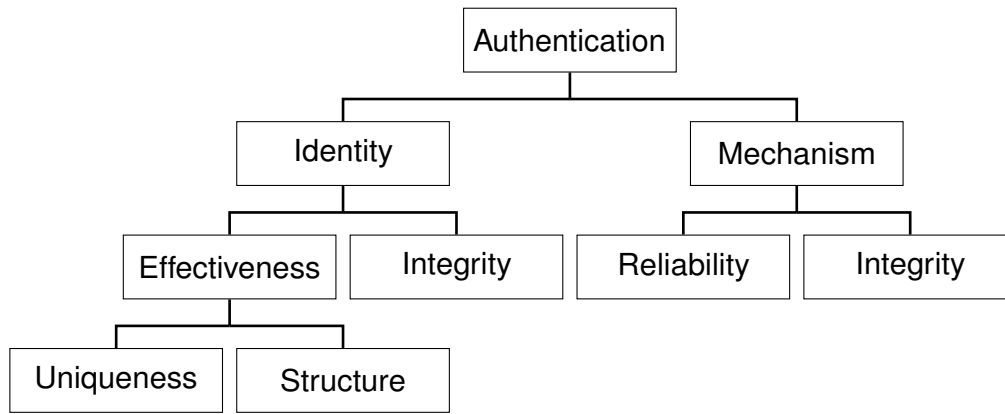 Authentication
Identity
Mechanism
Effectiveness
Integrity
Reliability
Integrity
Uniqueness
Structure